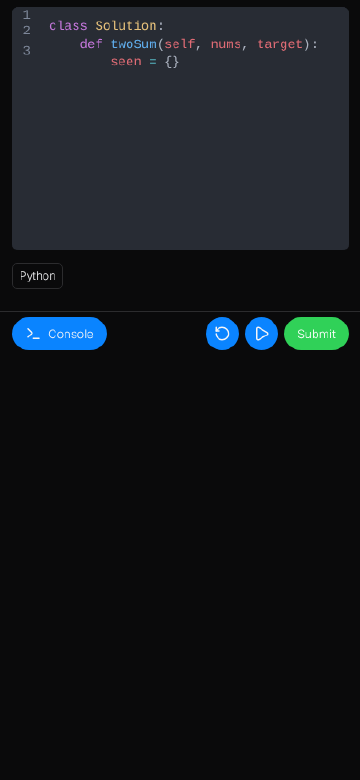 1 class Solution:
2     def twoSum(self, nums, target):
3         seen = {}
Python
Console
Submit